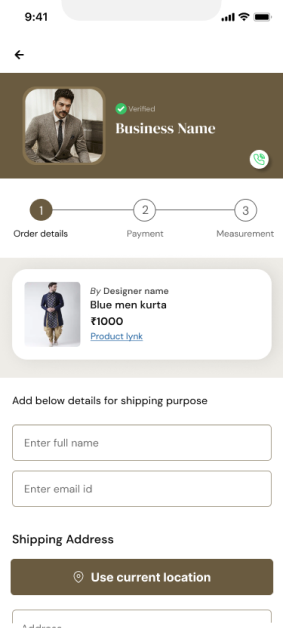 9:41
Verified
Business Name
1 2 3
Order details Payment Measurement
By Designer name
Blue men kurta
₹1000
Product lynk
Add below details for shipping purpose
Enter full name
Enter email id
Shipping Address
Use current location
Address